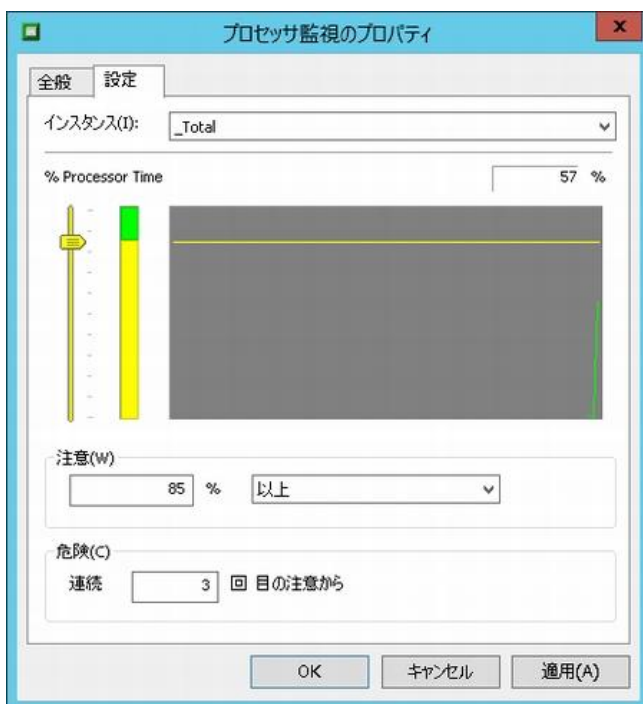 プロセッサ監視のプロパティ
x
全般 設定
インスタンス(I): _Total
% Processor Time 57 %
注意(W)
85 % 以上
危険(C)
連続 3 回 目の注意から
OK キャンセル 適用(A)